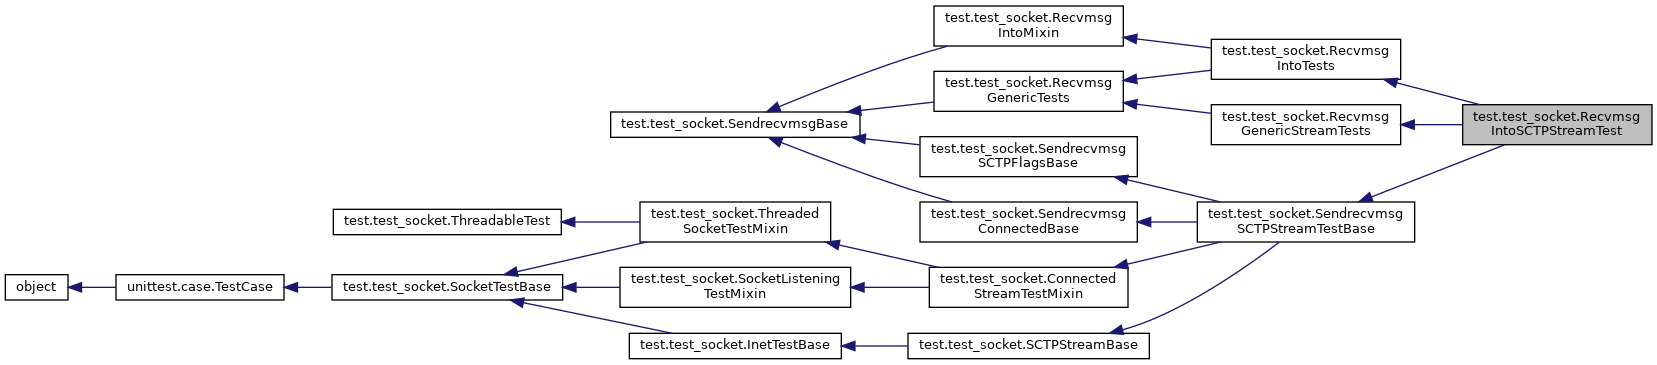 test.test_socket.Recvmsg
IntoMixin
test.test_socket.Recvmsg
IntoTests
test.test_socket.Recvmsg
GenericTests
test.test_socket.Recvmsg
GenericStreamTests
test.test_socket.Recvmsg
IntoSCTPStreamTest
test.test_socket.SendrecvmsgBase
test.test_socket.Sendrecvmsg
SCTPFlagsBase
test.test_socket.Sendrecvmsg
ConnectedBase
test.test_socket.Sendrecvmsg
SCTPStreamTestBase
test.test_socket.ThreadableTest
test.test_socket.Threaded
SocketTestMixin
object
unittest.case.TestCase
test.test_socket.SocketTestBase
test.test_socket.SocketListening
TestMixin
test.test_socket.Connected
StreamTestMixin
test.test_socket.InetTestBase
test.test_socket.SCTPStreamBase